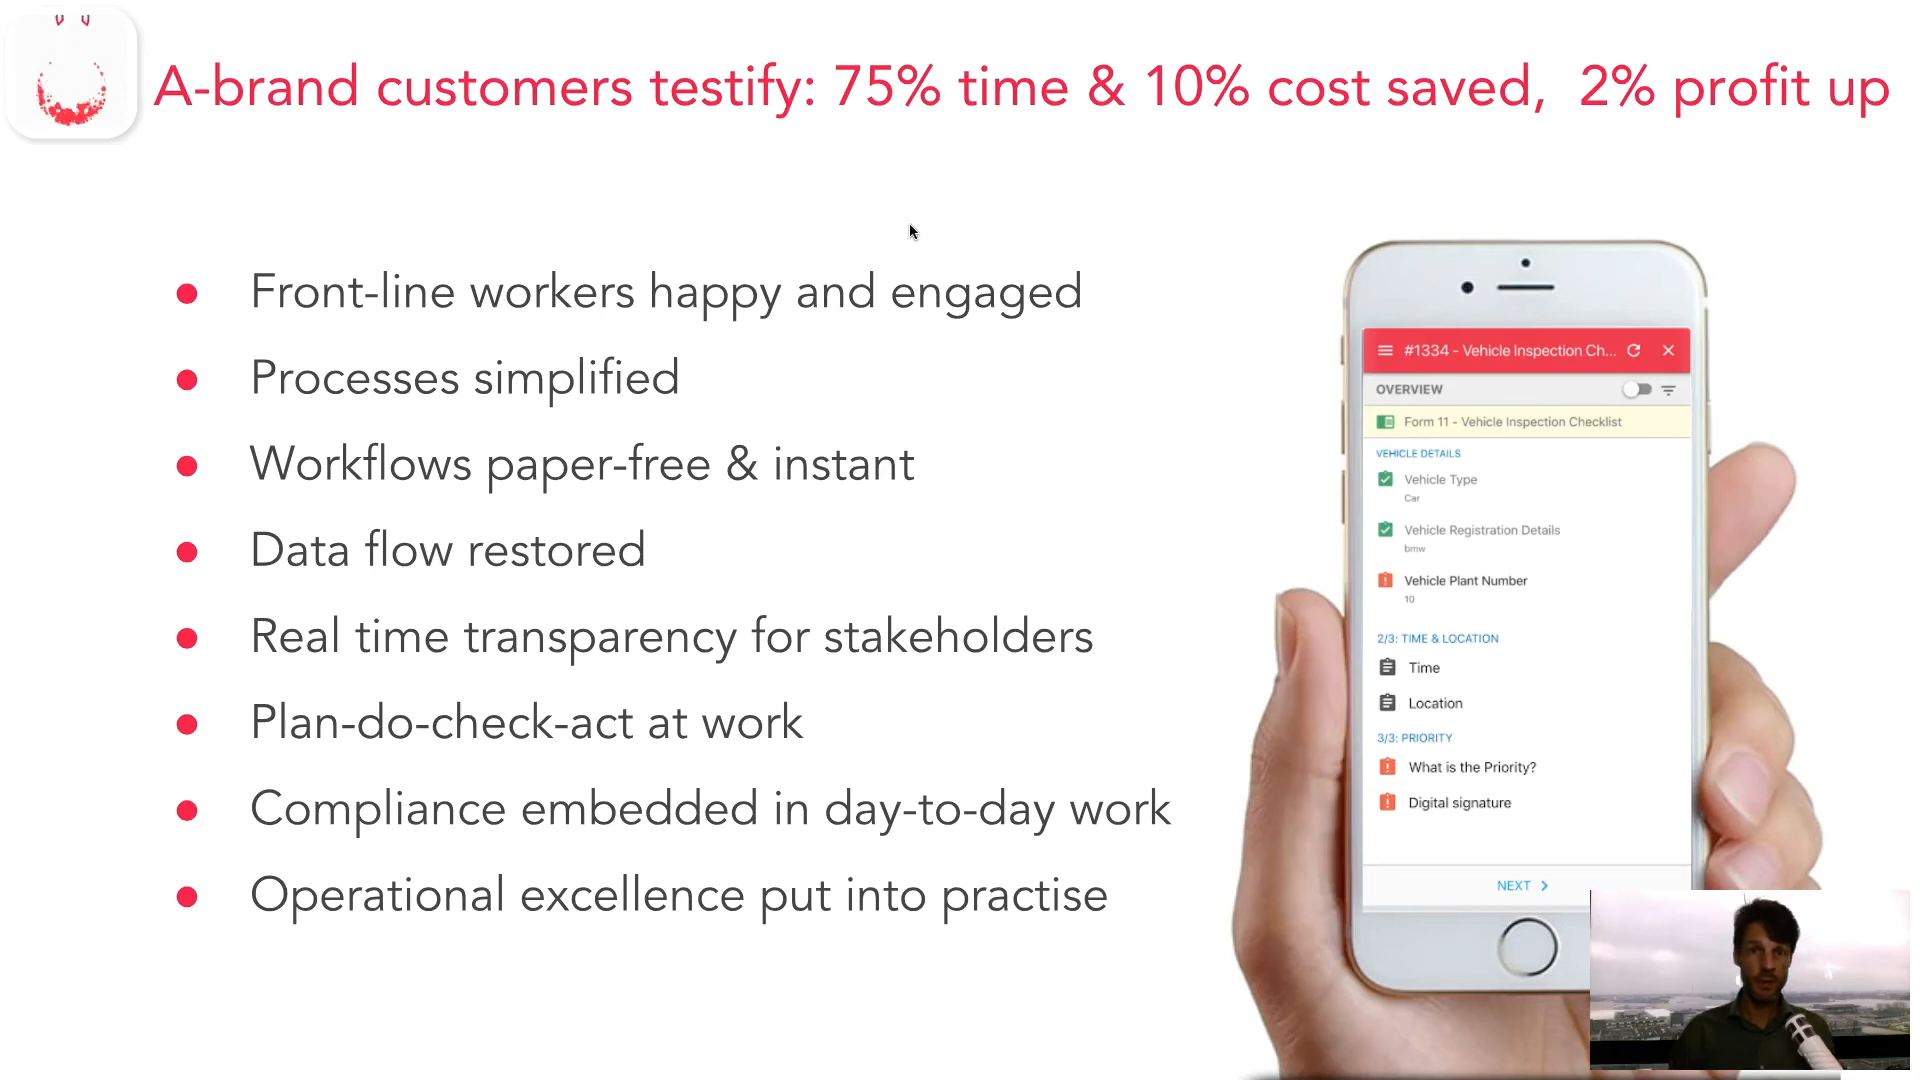 A-brand customers testify: 75% time & 10% cost saved, 2% profit up
Front-line workers happy and engaged
Processes simplified
Workflows paper-free & instant
Data flow restored
Real time transparency for stakeholders
Plan-do-check-act at work
Compliance embedded in day-to-day work
Operational excellence put into practise
#1334 - Vehicle Inspection Ch...
OVERVIEW
Form 11 - Vehicle Inspection Checklist
VEHICLE DETAILS
Vehicle Type
Car
Vehicle Registration Details
bmw
Vehicle Plant Number
10
2/3: TIME & LOCATION
Time
Location
3/3: PRIORITY
What is the Priority?
Digital signature
NEXT